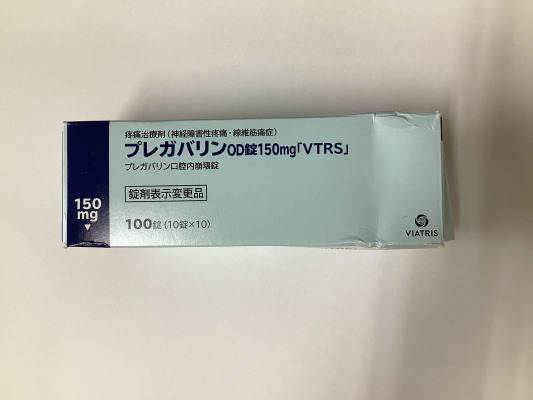 疼痛治療剤（神経障害性疼痛・線維筋痛症）
プレガバリンOD錠150mg「VTRS」
プレガバリン口腔内崩壊錠
錠剤表示変更品
150
mg
▼
100錠（10錠×10）
VIATRIS